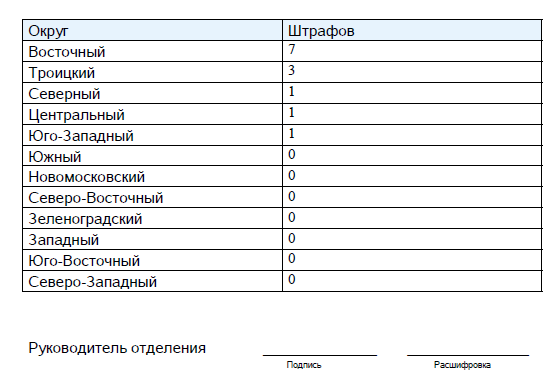 Округ Штрафов
Восточный 7
Троицкий 3
Северный 1
Центральный 1
Юго-Западный 1
Южный 0
Новомосковский 0
Северо-Восточный 0
Зеленоградский 0
Западный 0
Юго-Восточный 0
Северо-Западный 0
Руководитель отделения
Подпись Расшифровка